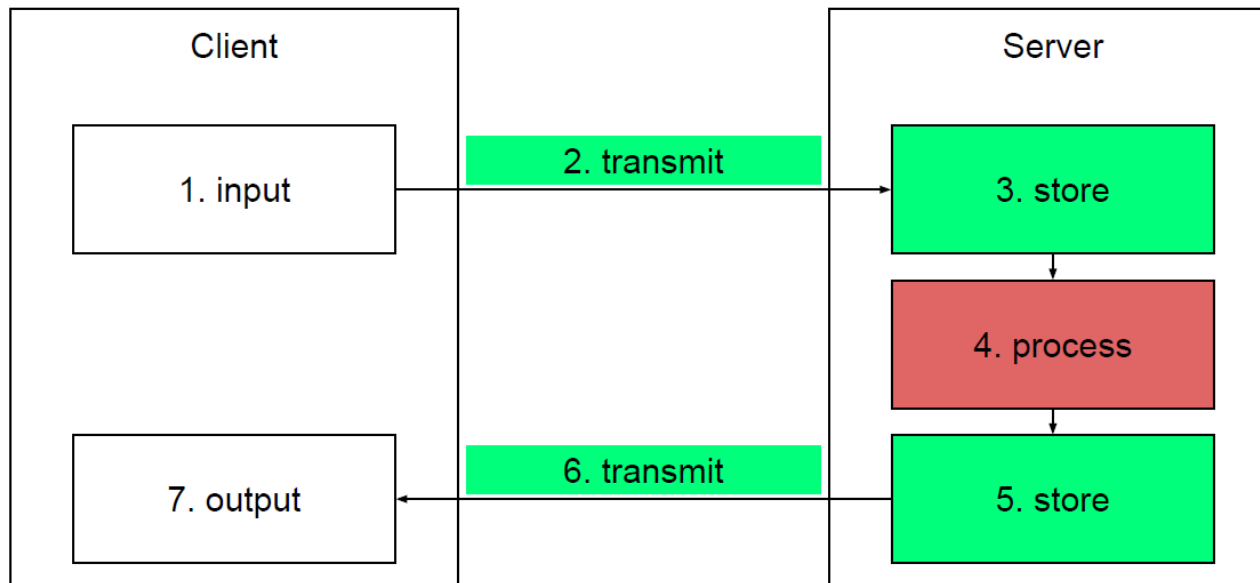 Client
Server
1. input
2. transmit
3. store
4. process
7. output
6. transmit
5. store